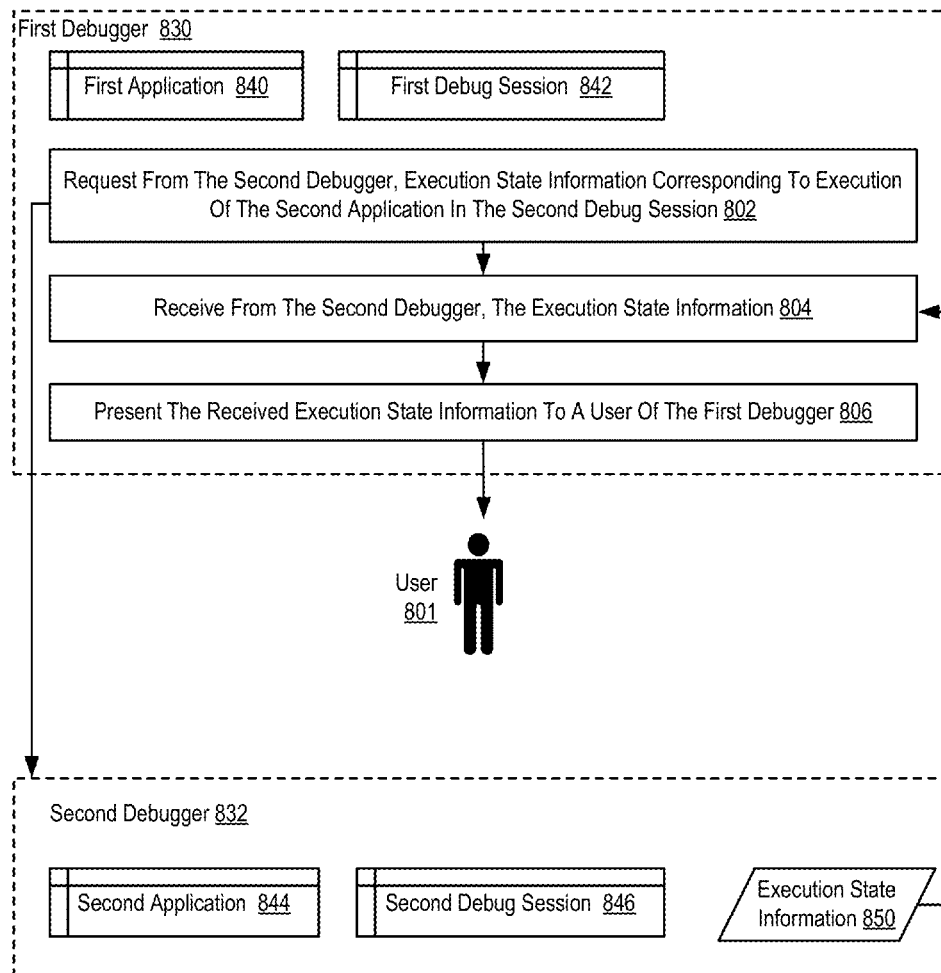 First Debugger 830
First Application 840
First Debug Session 842
Request From The Second Debugger, Execution State Information Corresponding To Execution
Of The Second Application In The Second Debug Session 802
Receive From The Second Debugger, The Execution State Information 804
Present The Received Execution State Information To A User Of The First Debugger 806
User
801
Second Debugger 832
Second Application 844
Second Debug Session 846
Execution State
Information 850